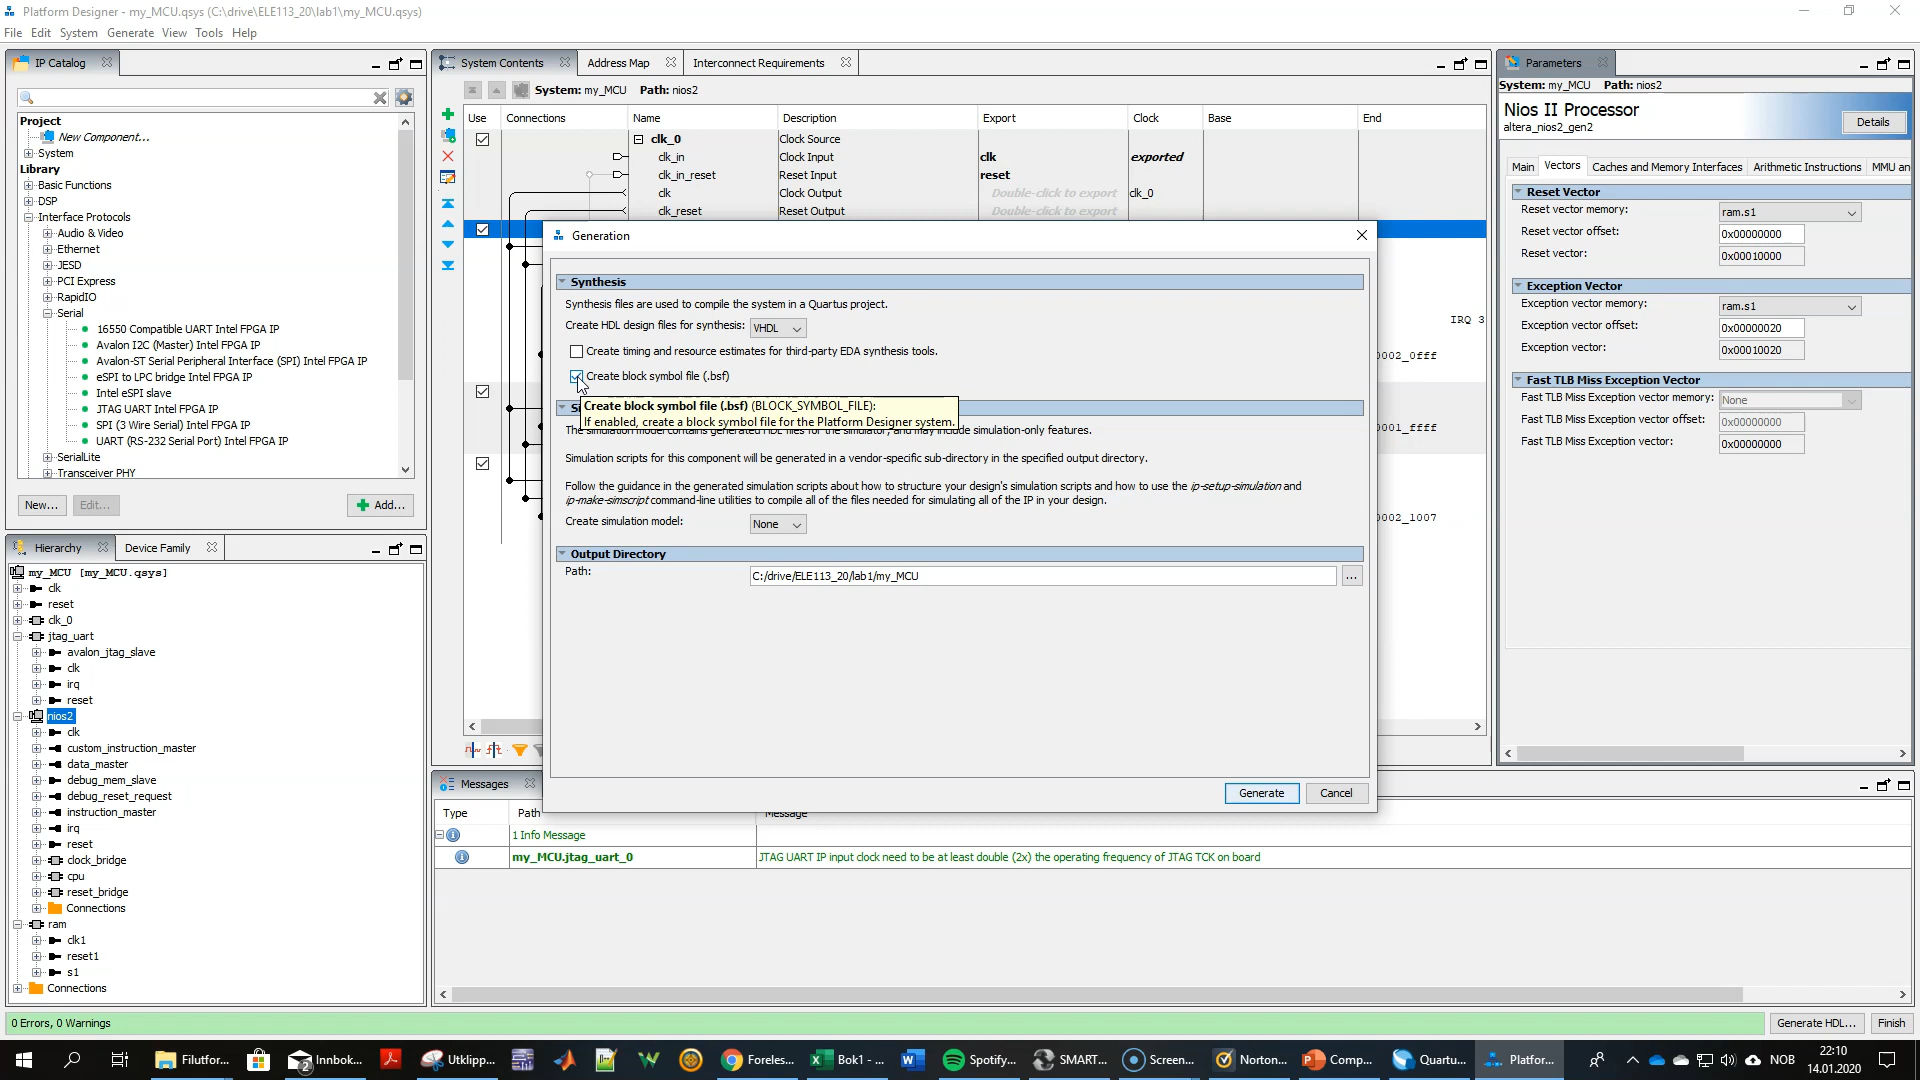 Platform Designer - my_MCU.qsys (C:\drive\ELE113_20\lab1\my_MCU.qsys)
File Edit System Generate View Tools Help
IP Catalog
Project
New Component...
System
Library
Basic Functions
DSP
Interface Protocols
Audio & Video
Ethernet
JESD
PCI Express
RapidIO
Serial
16550 Compatible UART Intel FPGA IP
Avalon I2C (Master) Intel FPGA IP
Avalon-ST Serial Peripheral Interface (SPI) Intel FPGA IP
eSPI to LPC bridge Intel FPGA IP
Intel eSPI slave
JTAG UART Intel FPGA IP
SPI (3 Wire Serial) Intel FPGA IP
UART (RS-232 Serial Port) Intel FPGA IP
SerialLite
Transceiver PHY
New... Edit... Add...
Hierarchy Device Family
my_MCU [my_MCU.qsys]
clk
reset
clk_0
jtag_uart
avalon_jtag_slave
clk
irq
reset
nios2
clk
custom_instruction_master
data_master
debug_mem_slave
debug_reset_request
instruction_master
irq
reset
clock_bridge
cpu
reset_bridge
Connections
ram
clk1
reset1
s1
Connections
System Contents Address Map Interconnect Requirements
System: my_MCU Path: nios2
Use Connections Name Description Export Clock Base End
clk_0 Clock Source
clk_in Clock Input clk exported
clk_in_reset Reset Input reset
clk Clock Output Double-click to export clk_0
clk_reset Reset Output Double-click to export
IRQ 3
002_0fff
001_ffff
002_1007
Generation
Synthesis
Synthesis files are used to compile the system in a Quartus project.
Create HDL design files for synthesis: VHDL
Create timing and resource estimates for third-party EDA synthesis tools.
Create block symbol file (.bsf)
Create block symbol file (.bsf) (BLOCK_SYMBOL_FILE):
If enabled, create a block symbol file for the Platform Designer system.
The simulation model contains generated HDL files for the simulator, and may include simulation-only features.
Simulation scripts for this component will be generated in a vendor-specific sub-directory in the specified output directory.
Follow the guidance in the generated simulation scripts about how to structure your design's simulation scripts and how to use the ip-setup-simulation and
ip-make-simscript command-line utilities to compile all of the files needed for simulating all of the IP in your design.
Create simulation model: None
Output Directory
Path: C:/drive/ELE113_20/lab1/my_MCU ...
Generate Cancel
Messages
Type Path Message
1 Info Message
my_MCU.jtag_uart_0 JTAG UART IP input clock need to be at least double (2x) the operating frequency of JTAG TCK on board
Parameters
System: my_MCU Path: nios2
Nios II Processor
altera_nios2_gen2
Details
Main Vectors Caches and Memory Interfaces Arithmetic Instructions MMU an
Reset Vector
Reset vector memory: ram.s1
Reset vector offset: 0x00000000
Reset vector: 0x00010000
Exception Vector
Exception vector memory: ram.s1
Exception vector offset: 0x00000020
Exception vector: 0x00010020
Fast TLB Miss Exception Vector
Fast TLB Miss Exception vector memory: None
Fast TLB Miss Exception vector offset: 0x00000000
Fast TLB Miss Exception vector: 0x00000000
0 Errors, 0 Warnings
Generate HDL... Finish
Filutfor... 2 Innbok... Utklipp... Foreles... Bok1 - ... Spotify... SMART... Screen... Norton... Comp... Quartu... Platfor... NOB 22:10
14.01.2020